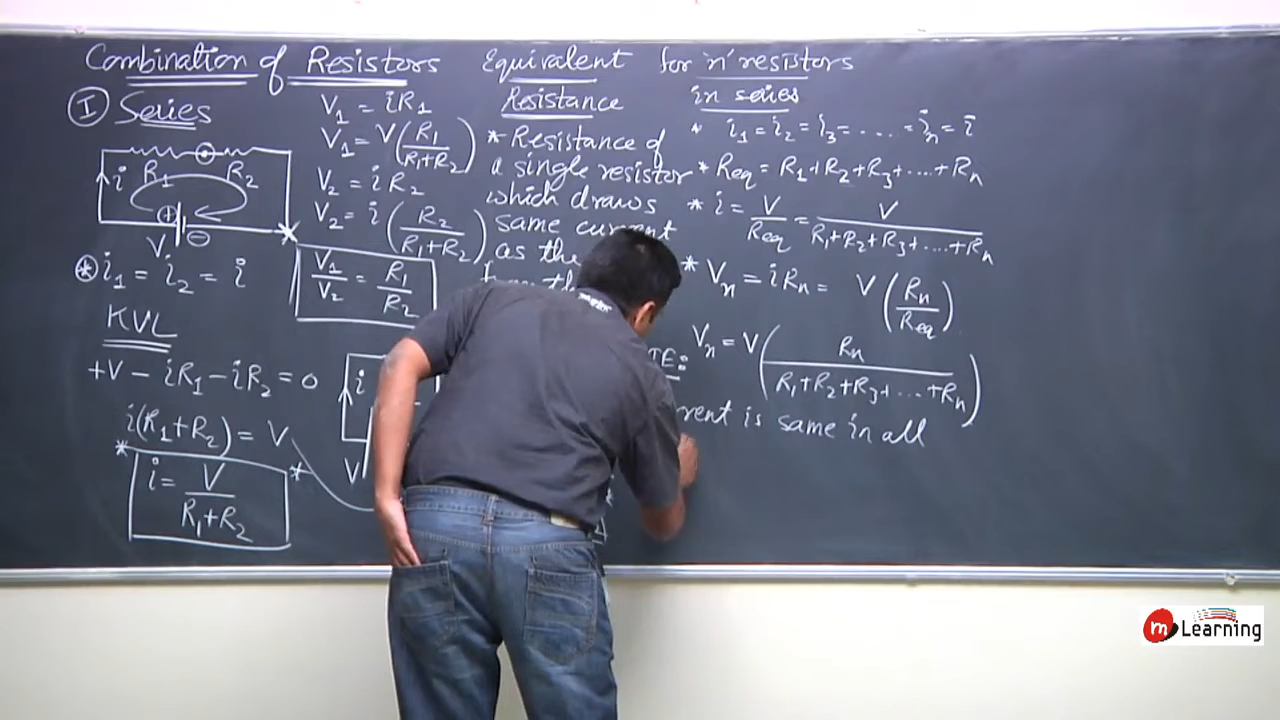 Combination of Resistors
I Series
R1 R2
i
V
* i1 = i2 = i
KVL
+V - iR1 - iR2 = 0
i(R1+R2) = V
* i = V/(R1+R2) *
V1 = iR1
V1 = V(R1/(R1+R2))
V2 = iR2
V2 = i(R2/(R1+R2))
V1/V2 = R1/R2
i
V
Equivalent
Resistance
* Resistance of
a single resistor
which draws
same current
as the
for 'n' resistors
in series
* i1 = i2 = i3 = .... = in = i
* Req = R1+R2+R3+....+Rn
* i = V/Req = V/(R1+R2+R3+....+Rn)
* Vn = iRn = V(Rn/Req)
Vn = V(Rn/(R1+R2+R3+...+Rn))
TE:
rent is same in all
m Learning